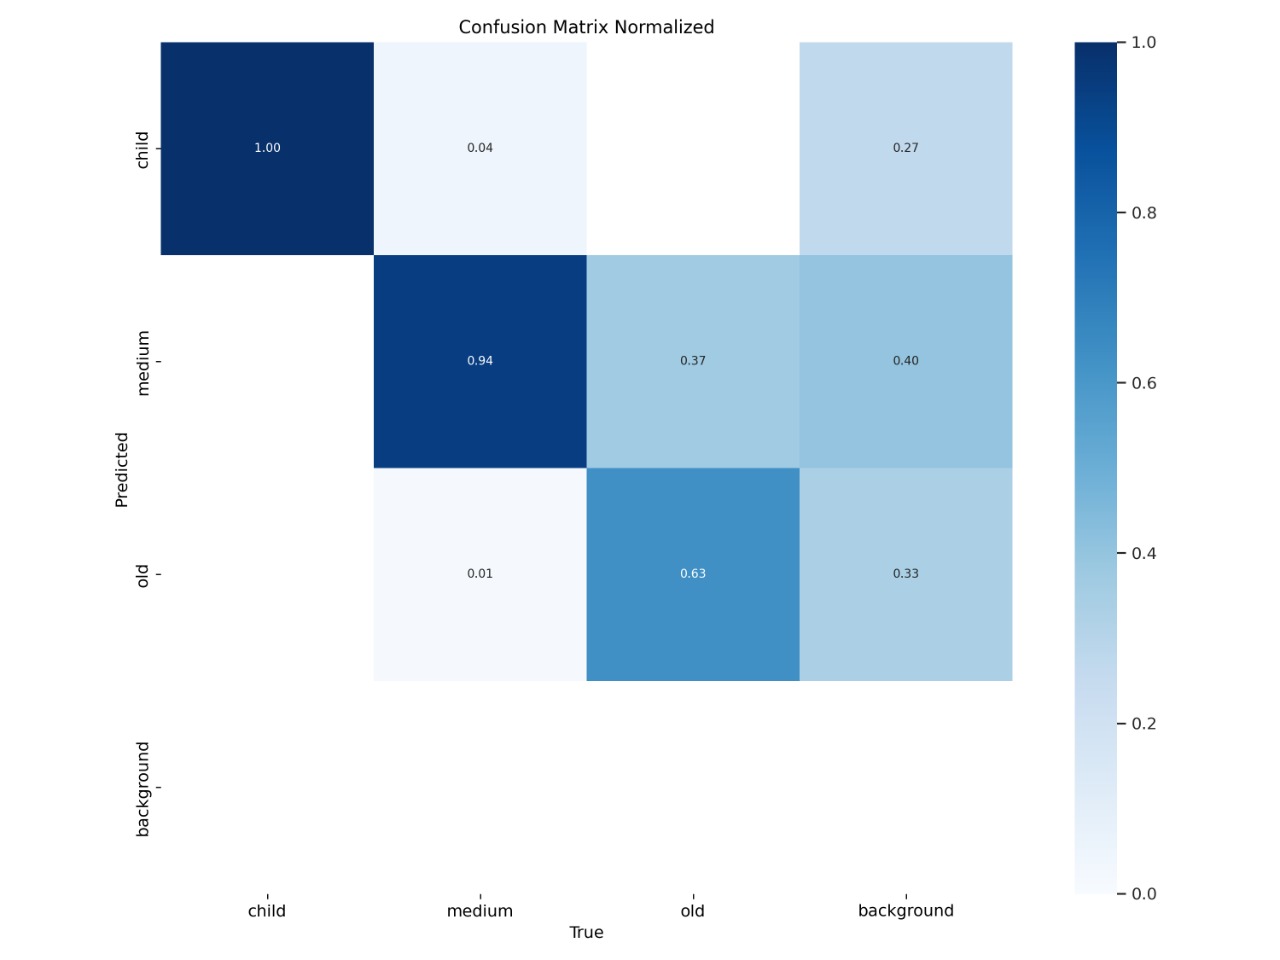 Confusion Matrix Normalized
1.0
child
1.00
0.04
0.27
0.8
medium
0.94
0.37
0.40
0.6
Predicted
0.4
old
0.01
0.63
0.33
0.2
background
0.0
child
medium
old
background
True